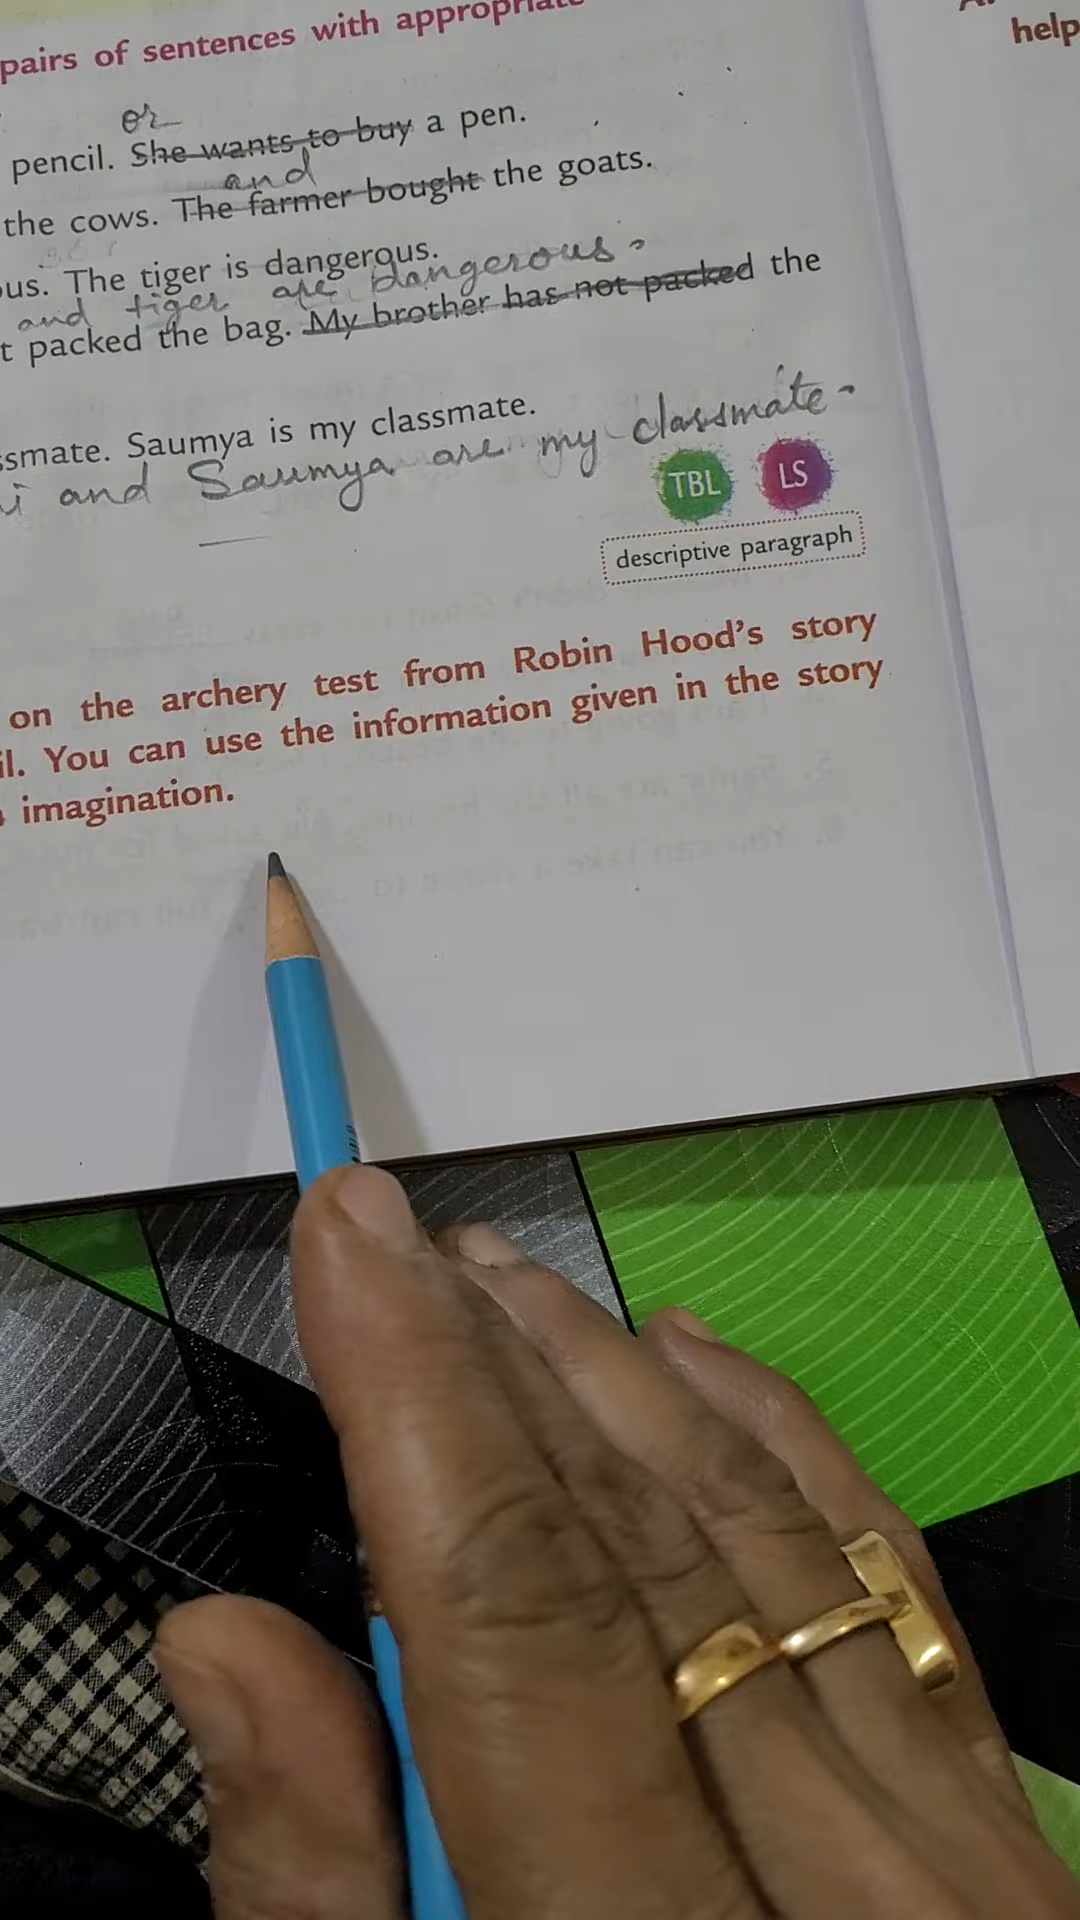 pairs of sentences with appropriate
help
or
pencil. She wants to buy a pen.
and
the cows. The farmer bought the goats.
The tiger is dangerous.
and tiger are dangerous.
packed the bag. My brother has not packed the
Saumya is my classmate.
and Saumya are my classmate.
TBL LS
descriptive paragraph
on the archery test from Robin Hood's story
You can use the information given in the story
imagination.